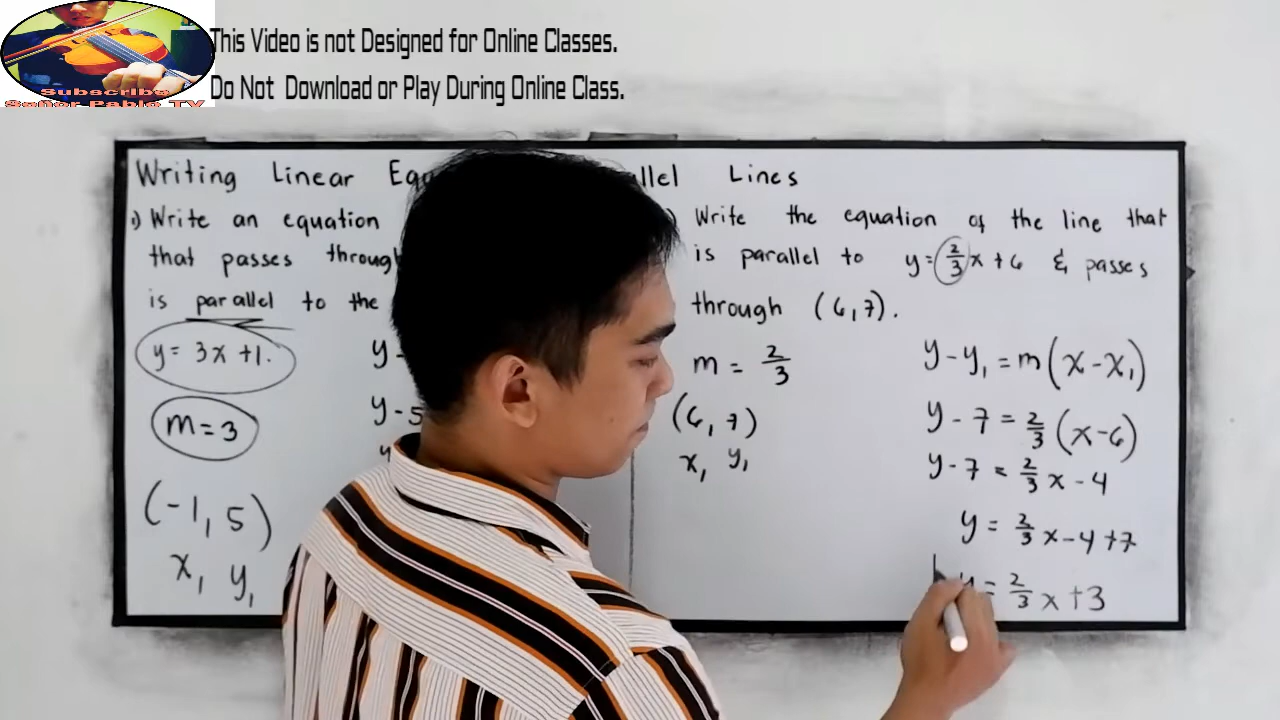 This Video is not Designed for Online Classes.
Do Not Download or Play During Online Class.
Subscribe
Señor Pablo TV
Writing Linear Lines
1) Write an equation
that passes
is parallel to the
y = 3x +1.
m = 3
(-1, 5)
x₁ y₁
y -
y - 5
Write the equation of the line that
is parallel to y = 2/3 x + 6 & passes
through (6, 7).
m = 2/3
(6, 7)
x₁ y₁
y - y₁ = m(x - x₁)
y - 7 = 2/3 (x - 6)
y - 7 = 2/3 x - 4
y = 2/3 x - 4 + 7
y = 2/3 x + 3